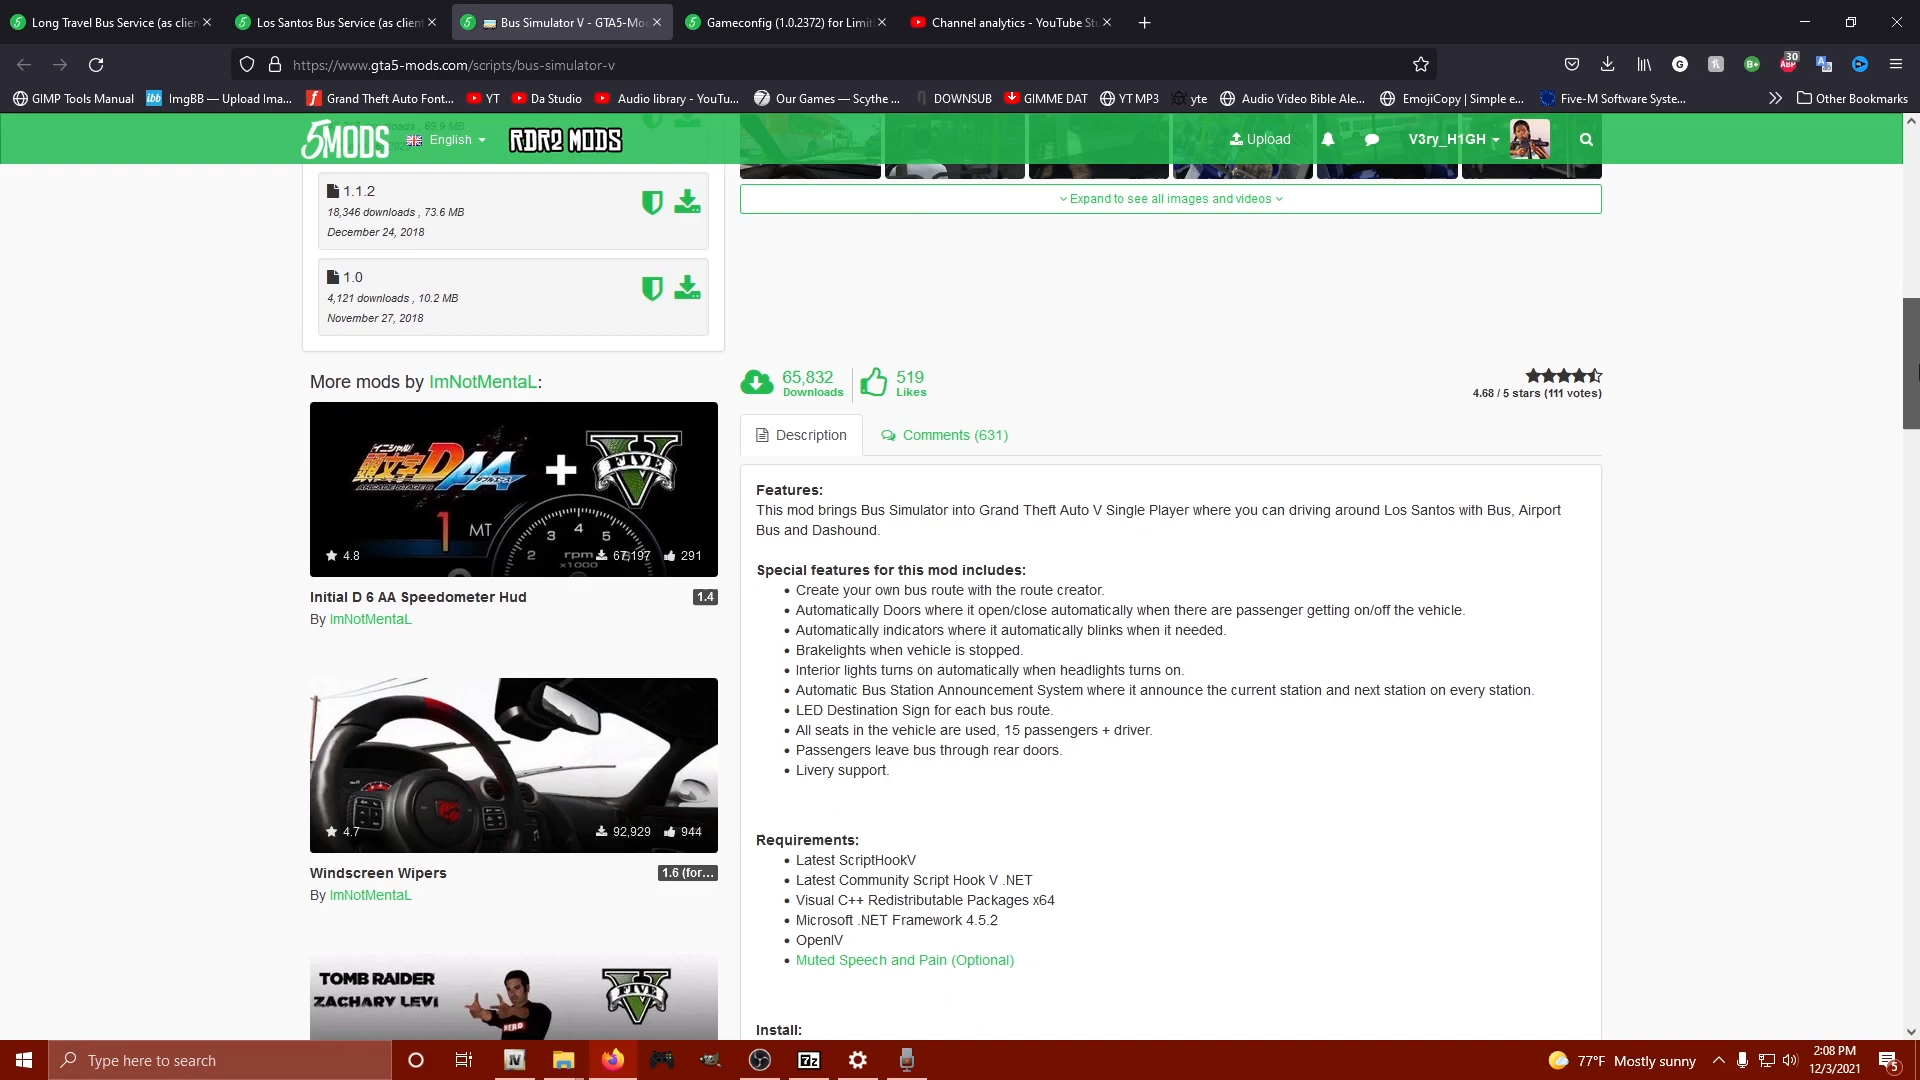 Long Travel Bus Service (as clien
Los Santos Bus Service (as client
Bus Simulator V - GTA5-Mo
Gameconfig (1.0.2372) for Limit
Channel analytics - YouTube St
https://www.gta5-mods.com/scripts/bus-simulator-v
30
ABP
GIMP Tools Manual
ibb ImgBB — Upload Ima...
Grand Theft Auto Font...
YT
Da Studio
Audio library - YouTu...
Our Games — Scythe ...
DOWNSUB
GIMME DAT
YT MP3
yte
Audio Video Bible Ale...
EmojiCopy | Simple e...
Five-M Software Syste...
Other Bookmarks
5MODS
English
RDR2 MODS
Upload
V3ry_H1GH
1.1.2
18,346 downloads , 73.6 MB
December 24, 2018
1.0
4,121 downloads , 10.2 MB
November 27, 2018
More mods by ImNotMentaL:
頭文字D
+
FIVE
1 MT
rpm
x1000
4.8
67,197
291
Initial D 6 AA Speedometer Hud
1.4
By ImNotMentaL
4.7
92,929
944
Windscreen Wipers
1.6 (for...
By ImNotMentaL
TOMB RAIDER
ZACHARY LEVI
FIVE
Expand to see all images and videos
65,832
Downloads
519
Likes
4.68 / 5 stars (111 votes)
Description
Comments (631)
Features:
This mod brings Bus Simulator into Grand Theft Auto V Single Player where you can driving around Los Santos with Bus, Airport
Bus and Dashound.
Special features for this mod includes:
Create your own bus route with the route creator.
Automatically Doors where it open/close automatically when there are passenger getting on/off the vehicle.
Automatically indicators where it automatically blinks when it needed.
Brakelights when vehicle is stopped.
Interior lights turns on automatically when headlights turns on.
Automatic Bus Station Announcement System where it announce the current station and next station on every station.
LED Destination Sign for each bus route.
All seats in the vehicle are used, 15 passengers + driver.
Passengers leave bus through rear doors.
Livery support.
Requirements:
Latest ScriptHookV
Latest Community Script Hook V .NET
Visual C++ Redistributable Packages x64
Microsoft .NET Framework 4.5.2
OpenIV
Muted Speech and Pain (Optional)
Install:
Type here to search
77°F Mostly sunny
2:08 PM
12/3/2021
5